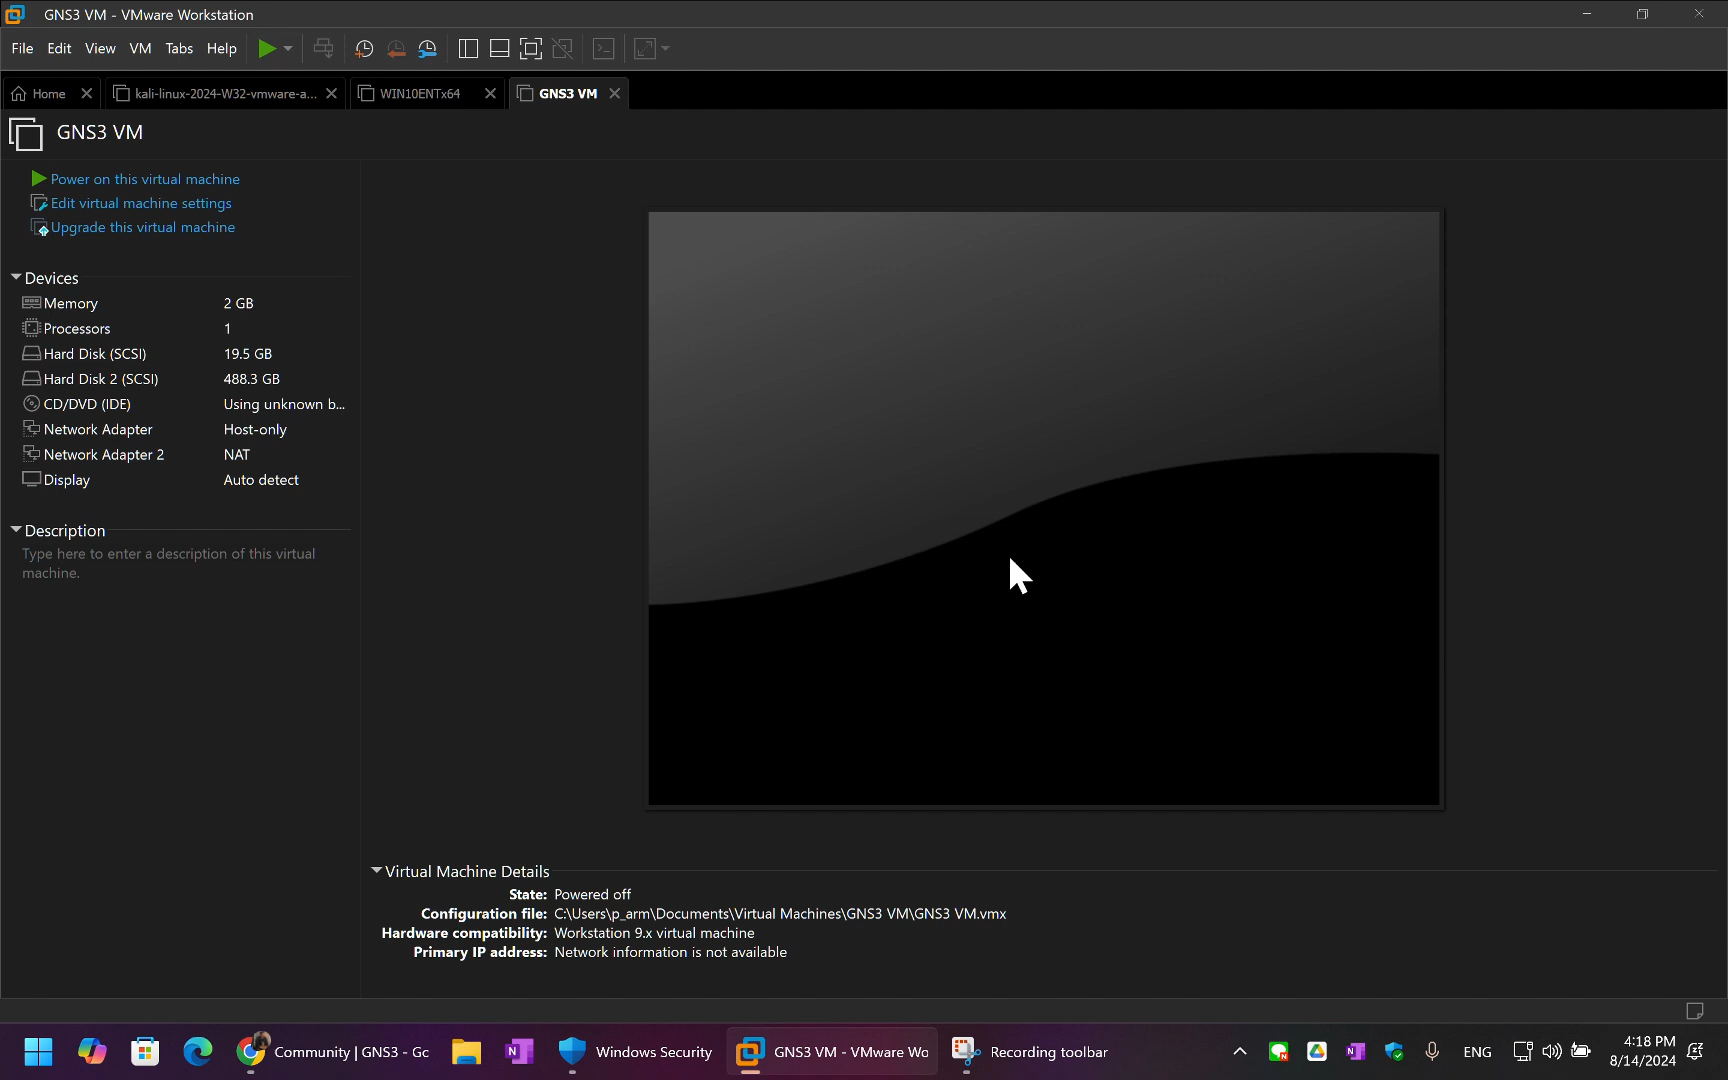 GNS3 VM - VMware Workstation
File Edit View VM Tabs Help
Home kali-linux-2024-W32-vmware-a... WIN10ENTx64 GNS3 VM
GNS3 VM
Power on this virtual machine
Edit virtual machine settings
Upgrade this virtual machine
Devices
Memory 2 GB
Processors 1
Hard Disk (SCSI) 19.5 GB
Hard Disk 2 (SCSI) 488.3 GB
CD/DVD (IDE) Using unknown b...
Network Adapter Host-only
Network Adapter 2 NAT
Display Auto detect
Description
Type here to enter a description of this virtual
machine.
Virtual Machine Details
State: Powered off
Configuration file: C:\Users\p_arm\Documents\Virtual Machines\GNS3 VM\GNS3 VM.vmx
Hardware compatibility: Workstation 9.x virtual machine
Primary IP address: Network information is not available
Community | GNS3 - Gc Windows Security GNS3 VM - VMware Wo Recording toolbar ENG 4:18 PM
8/14/2024